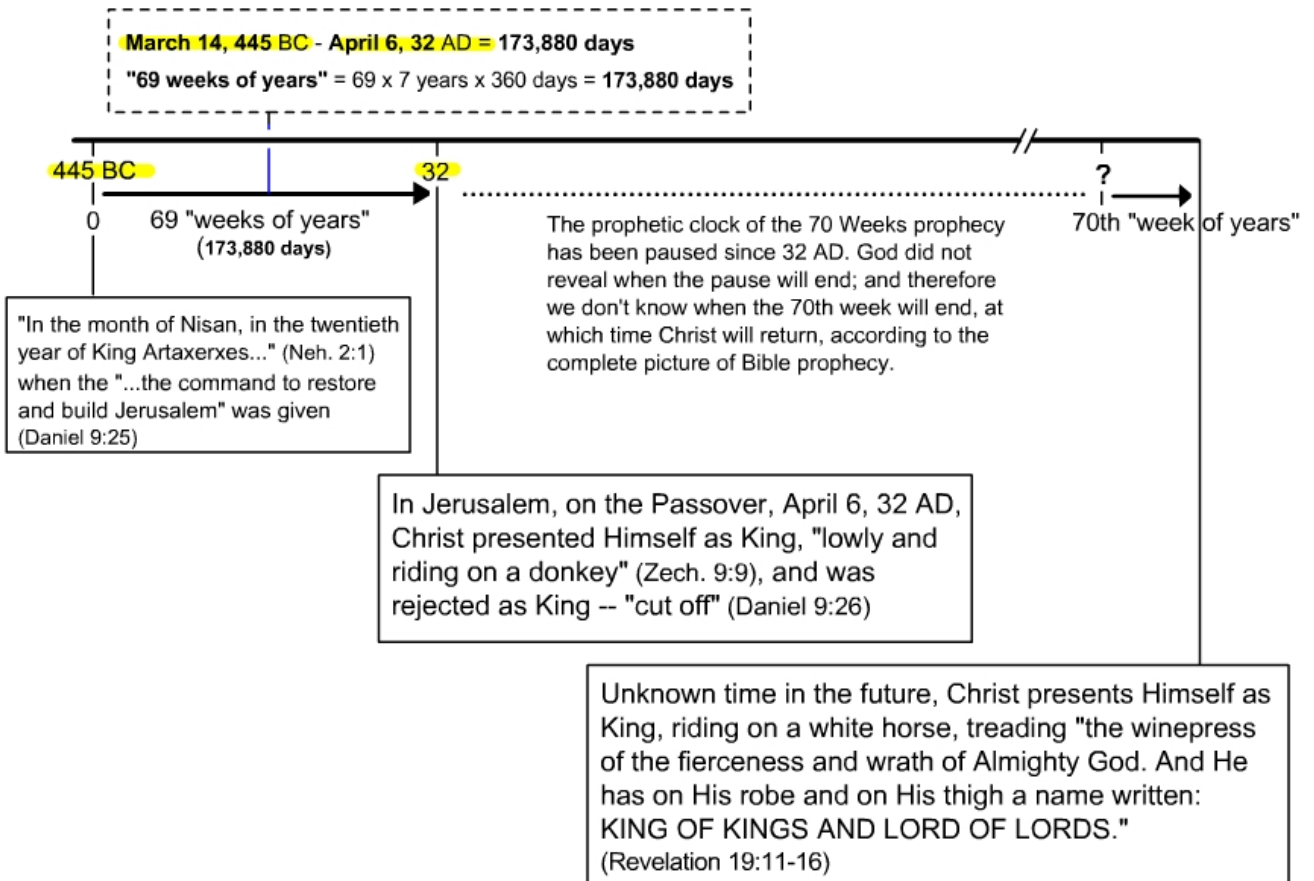 March 14, 445 BC - April 6, 32 AD = 173,880 days
"69 weeks of years" = 69 x 7 years x 360 days = 173,880 days
445 BC
32
?
0
69 "weeks of years"
(173,880 days)
70th "week of years"
The prophetic clock of the 70 Weeks prophecy
has been paused since 32 AD. God did not
reveal when the pause will end; and therefore
we don't know when the 70th week will end, at
which time Christ will return, according to the
complete picture of Bible prophecy.
"In the month of Nisan, in the twentieth
year of King Artaxerxes..." (Neh. 2:1)
when the "...the command to restore
and build Jerusalem" was given
(Daniel 9:25)
In Jerusalem, on the Passover, April 6, 32 AD,
Christ presented Himself as King, "lowly and
riding on a donkey" (Zech. 9:9), and was
rejected as King -- "cut off" (Daniel 9:26)
Unknown time in the future, Christ presents Himself as
King, riding on a white horse, treading "the winepress
of the fierceness and wrath of Almighty God. And He
has on His robe and on His thigh a name written:
KING OF KINGS AND LORD OF LORDS."
(Revelation 19:11-16)